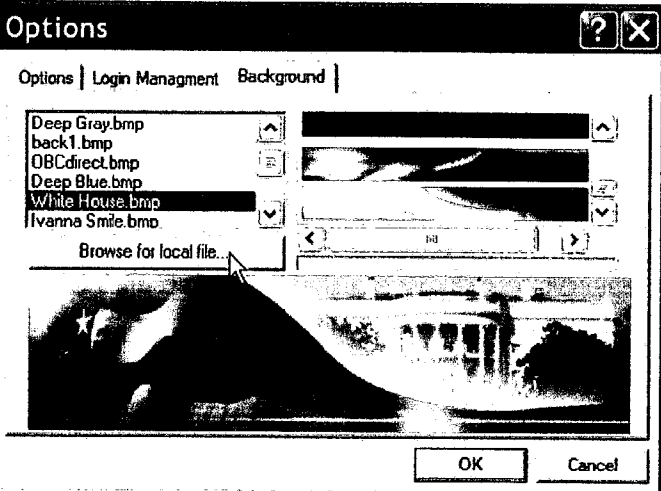 Options
Options Login Managment Background
Deep Gray.bmp
back1.bmp
OBCdirect.bmp
Deep Blue.bmp
White House.bmp
Ivanna Smile.bmp
Browse for local file...
OK Cancel